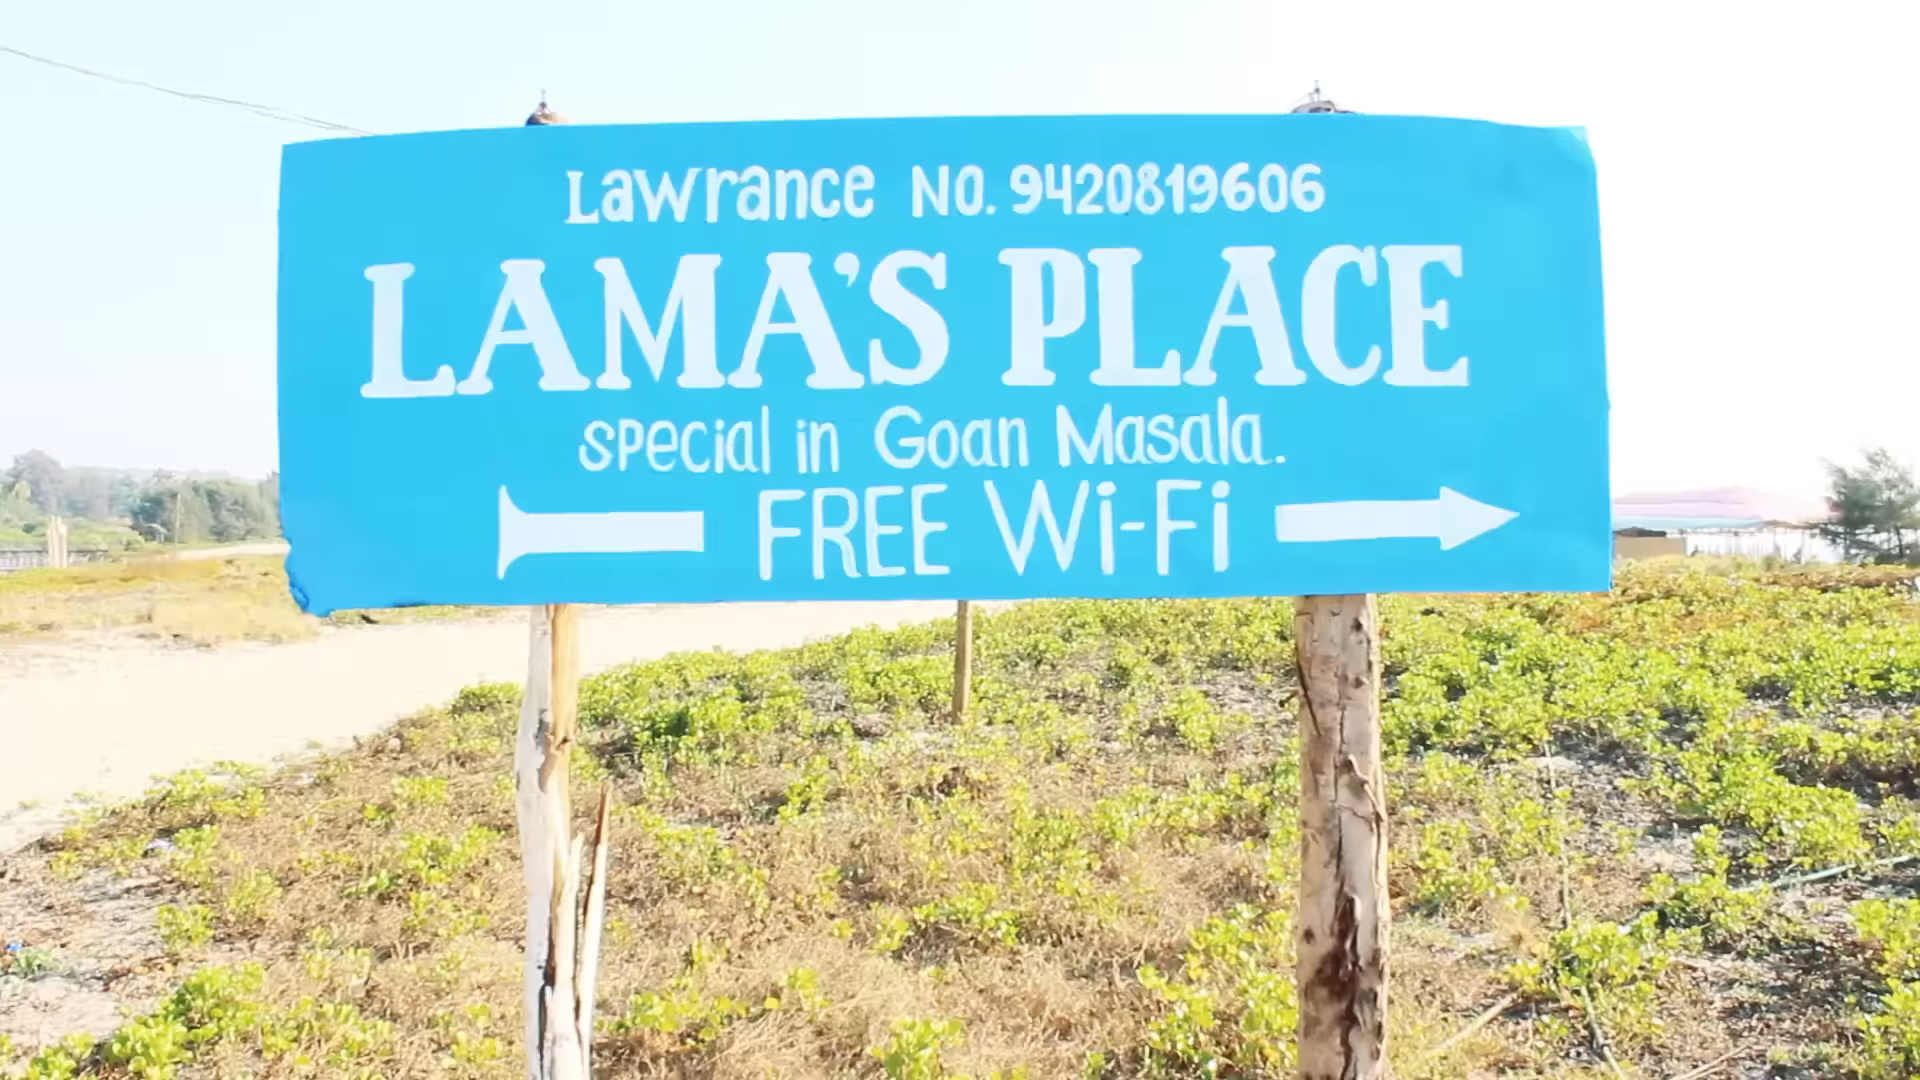 Lawrance NO. 9420819606
LAMA'S PLACE
special in Goan Masala.
FREE Wi-Fi